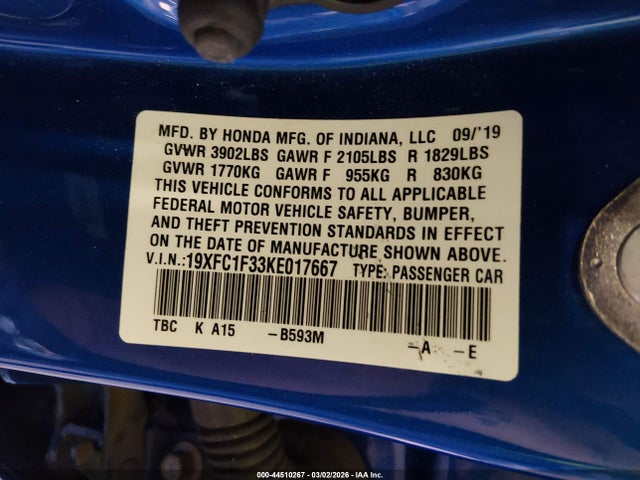 MFD. BY HONDA MFG. OF INDIANA, LLC 09/'19
GVWR 3902LBS GAWR F 2105LBS R 1829LBS
GVWR 1770KG GAWR F 955KG R 830KG
THIS VEHICLE CONFORMS TO ALL APPLICABLE
FEDERAL MOTOR VEHICLE SAFETY, BUMPER,
AND THEFT PREVENTION STANDARDS IN EFFECT
ON THE DATE OF MANUFACTURE SHOWN ABOVE.
V.I.N.:19XFC1F33KE017667 TYPE: PASSENGER CAR
TBC K A15 -B593M -A -E
000-44510267 - 03/02/2026 - IAA Inc.